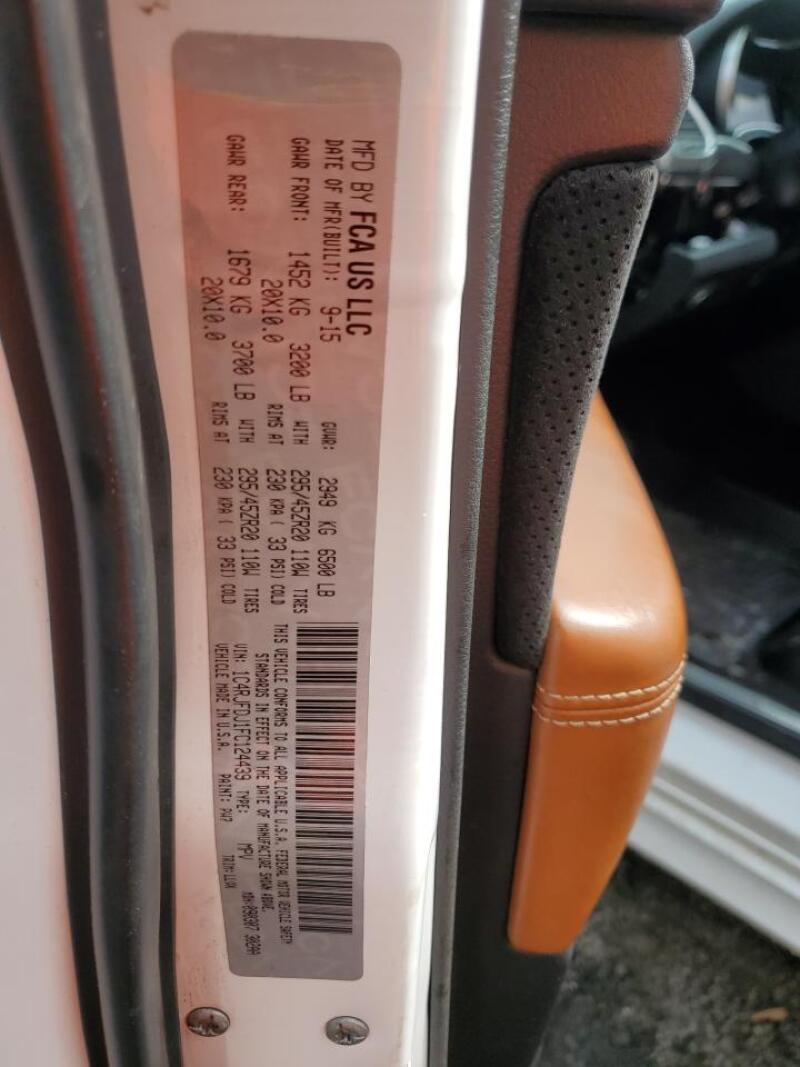 MFD BY FCA US LLC
DATE OF MFR(BUILT): 9-15 GVWR: 2949 KG 6500 LB
GAWR FRONT: 1452 KG 3200 LB WITH 295/45ZR20 110W TIRES
20X10.0 RIMS AT 230 KPA ( 33 PSI) COLD
GAWR REAR: 1679 KG 3700 LB WITH 295/45ZR20 110W TIRES
20X10.0 RIMS AT 230 KPA ( 33 PSI) COLD
THIS VEHICLE CONFORMS TO ALL APPLICABLE U.S.A. FEDERAL MOTOR VEHICLE SAFETY
STANDARDS IN EFFECT ON THE DATE OF MANUFACTURE SHOWN ABOVE.
VIN: 1C4RJFDJ1FC124439 TYPE: MPV
VEHICLE MADE IN U.S.A. PAINT: PW7 TRIM: